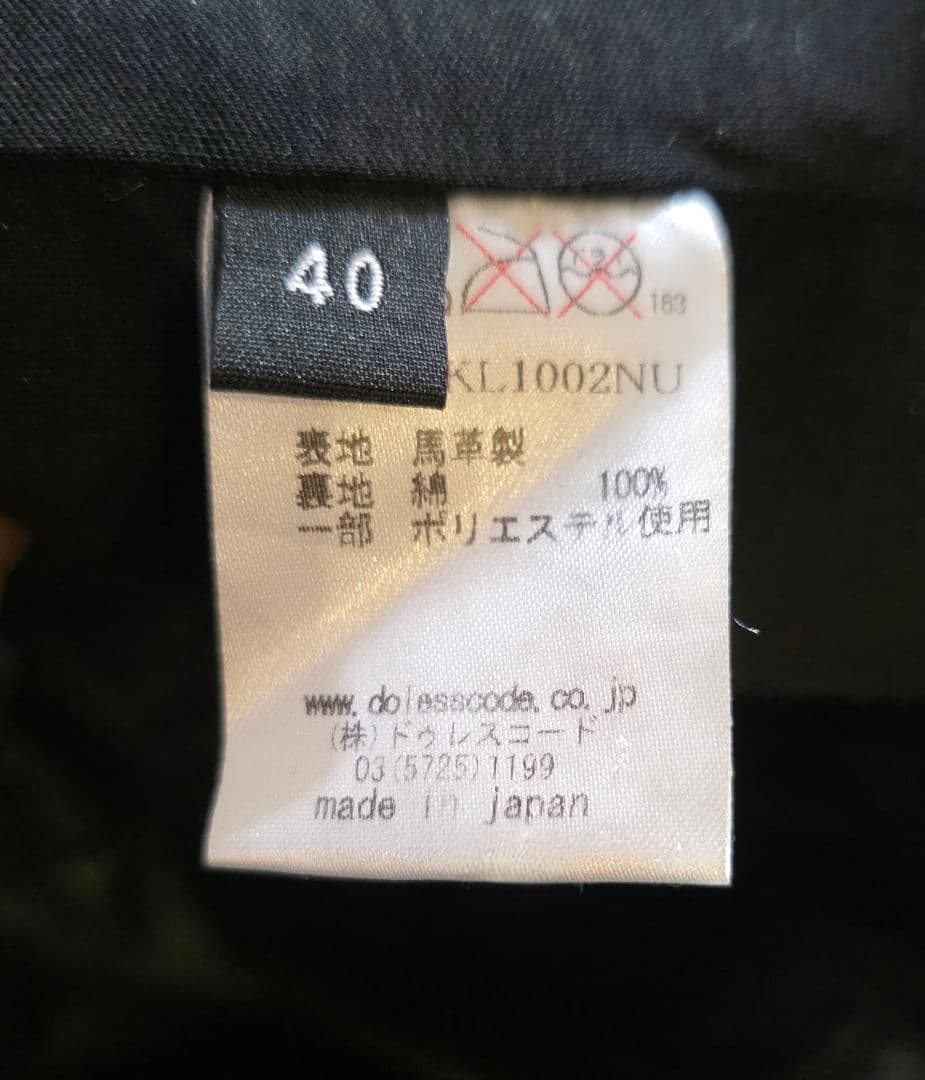 40
163
KL1002NU
表地 馬革製
裏地 綿 100%
一部 ポリエステル使用
www.dolesscode.co.jp
(株)ドゥレスコード
03(5725)1199
made in japan